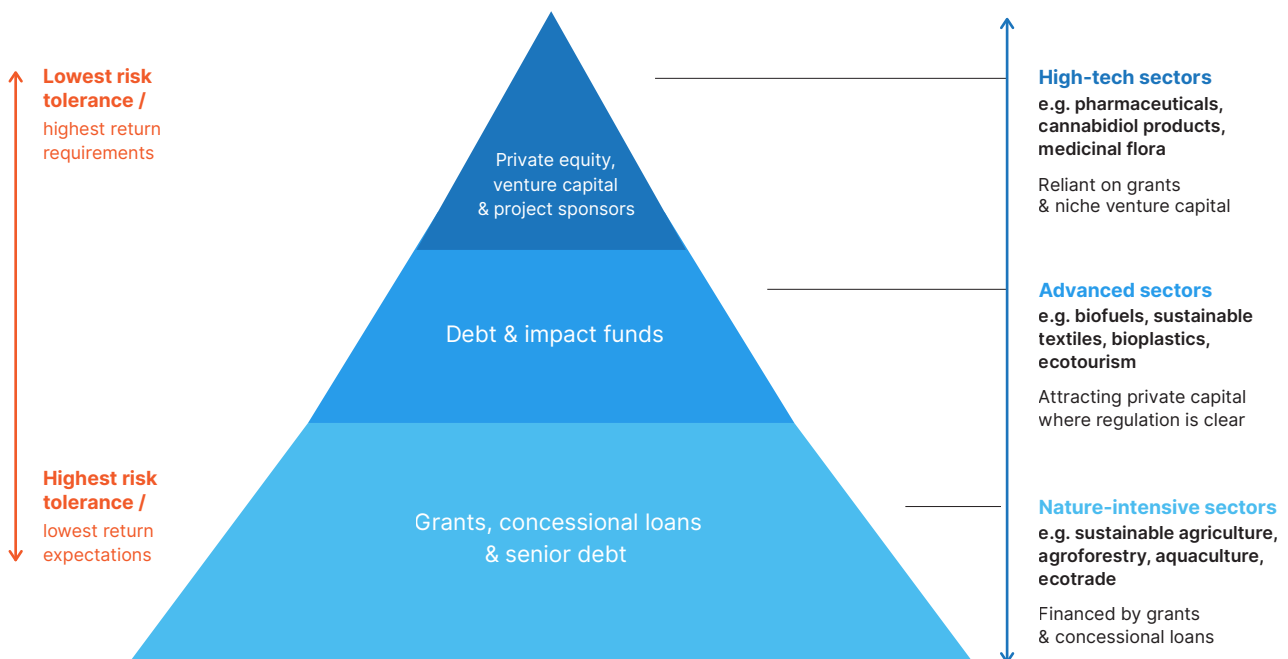 Lowest risk
tolerance /
highest return
requirements
Highest risk
tolerance /
lowest return
expectations
Private equity,
venture capital
& project sponsors
Debt & impact funds
Grants, concessional loans
& senior debt
High-tech sectors
e.g. pharmaceuticals,
cannabidiol products,
medicinal flora
Reliant on grants
& niche venture capital
Advanced sectors
e.g. biofuels, sustainable
textiles, bioplastics,
ecotourism
Attracting private capital
where regulation is clear
Nature-intensive sectors
e.g. sustainable agriculture,
agroforestry, aquaculture,
ecotrade
Financed by grants
& concessional loans